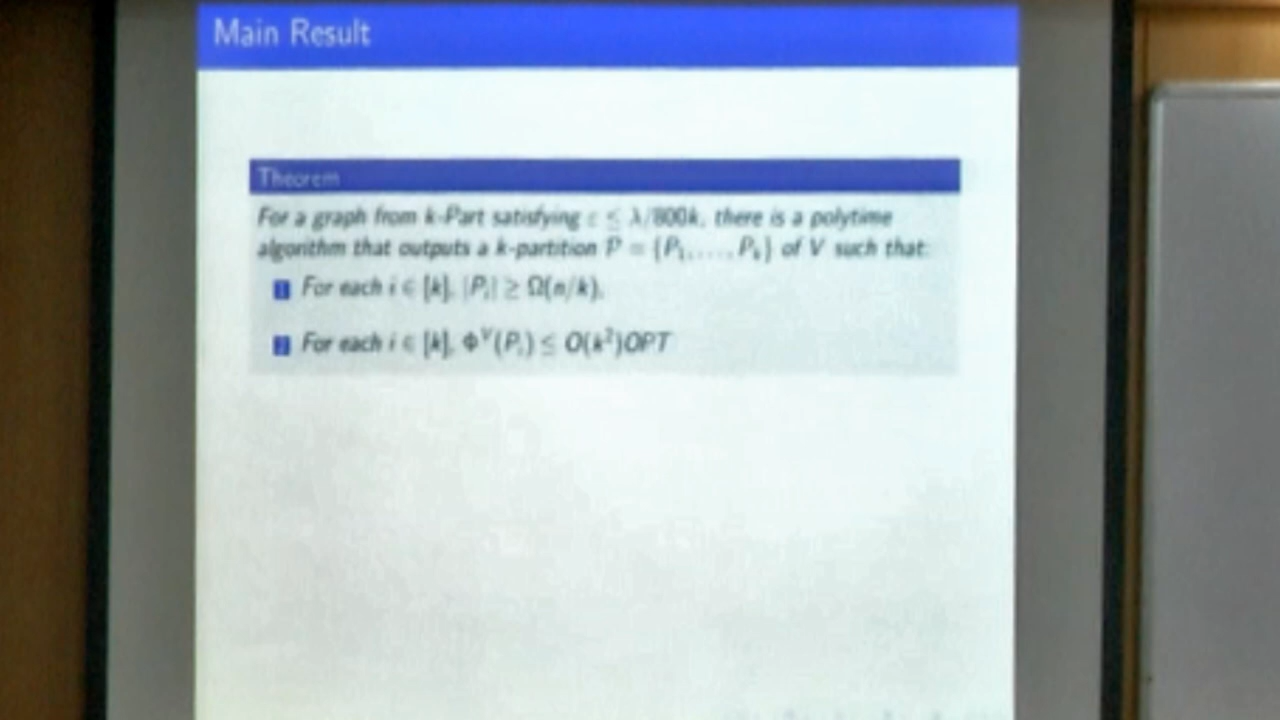 Main Result
Theorem
For a graph from k-Part satisfying ε ≤ λ/800k, there is a polytime
algorithm that outputs a k-partition P = {P₁, . . . , Pₖ} of V such that:
1 For each i ∈ [k], |Pᵢ| ≥ Ω(n/k),
2 For each i ∈ [k], Φⱽ(Pᵢ) ≤ O(k²)OPT